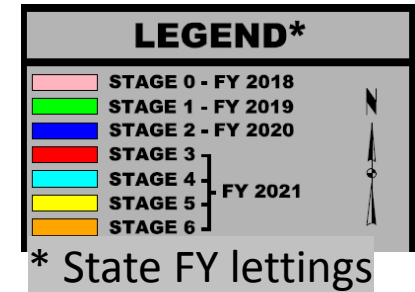 LEGEND*
STAGE 0 - FY 2018
STAGE 1 - FY 2019
STAGE 2 - FY 2020
STAGE 3
STAGE 4
STAGE 5
STAGE 6
FY 2021
N
* State FY lettings